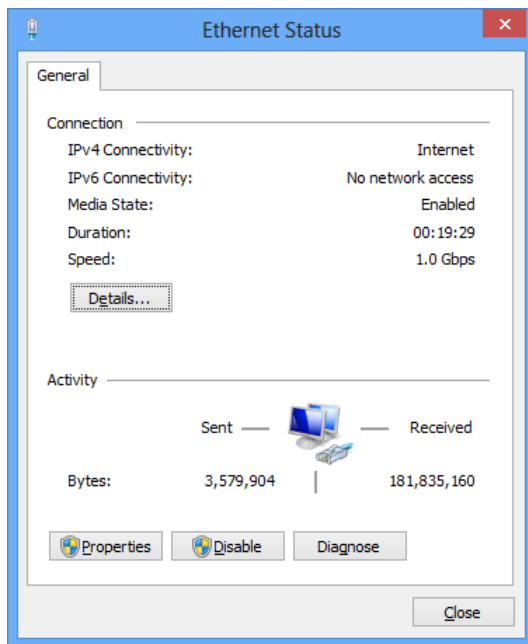 Ethernet Status
General
Connection
IPv4 Connectivity: Internet
IPv6 Connectivity: No network access
Media State: Enabled
Duration: 00:19:29
Speed: 1.0 Gbps
Details...
Activity
Sent Received
Bytes: 3,579,904 181,835,160
Properties Disable Diagnose
Close